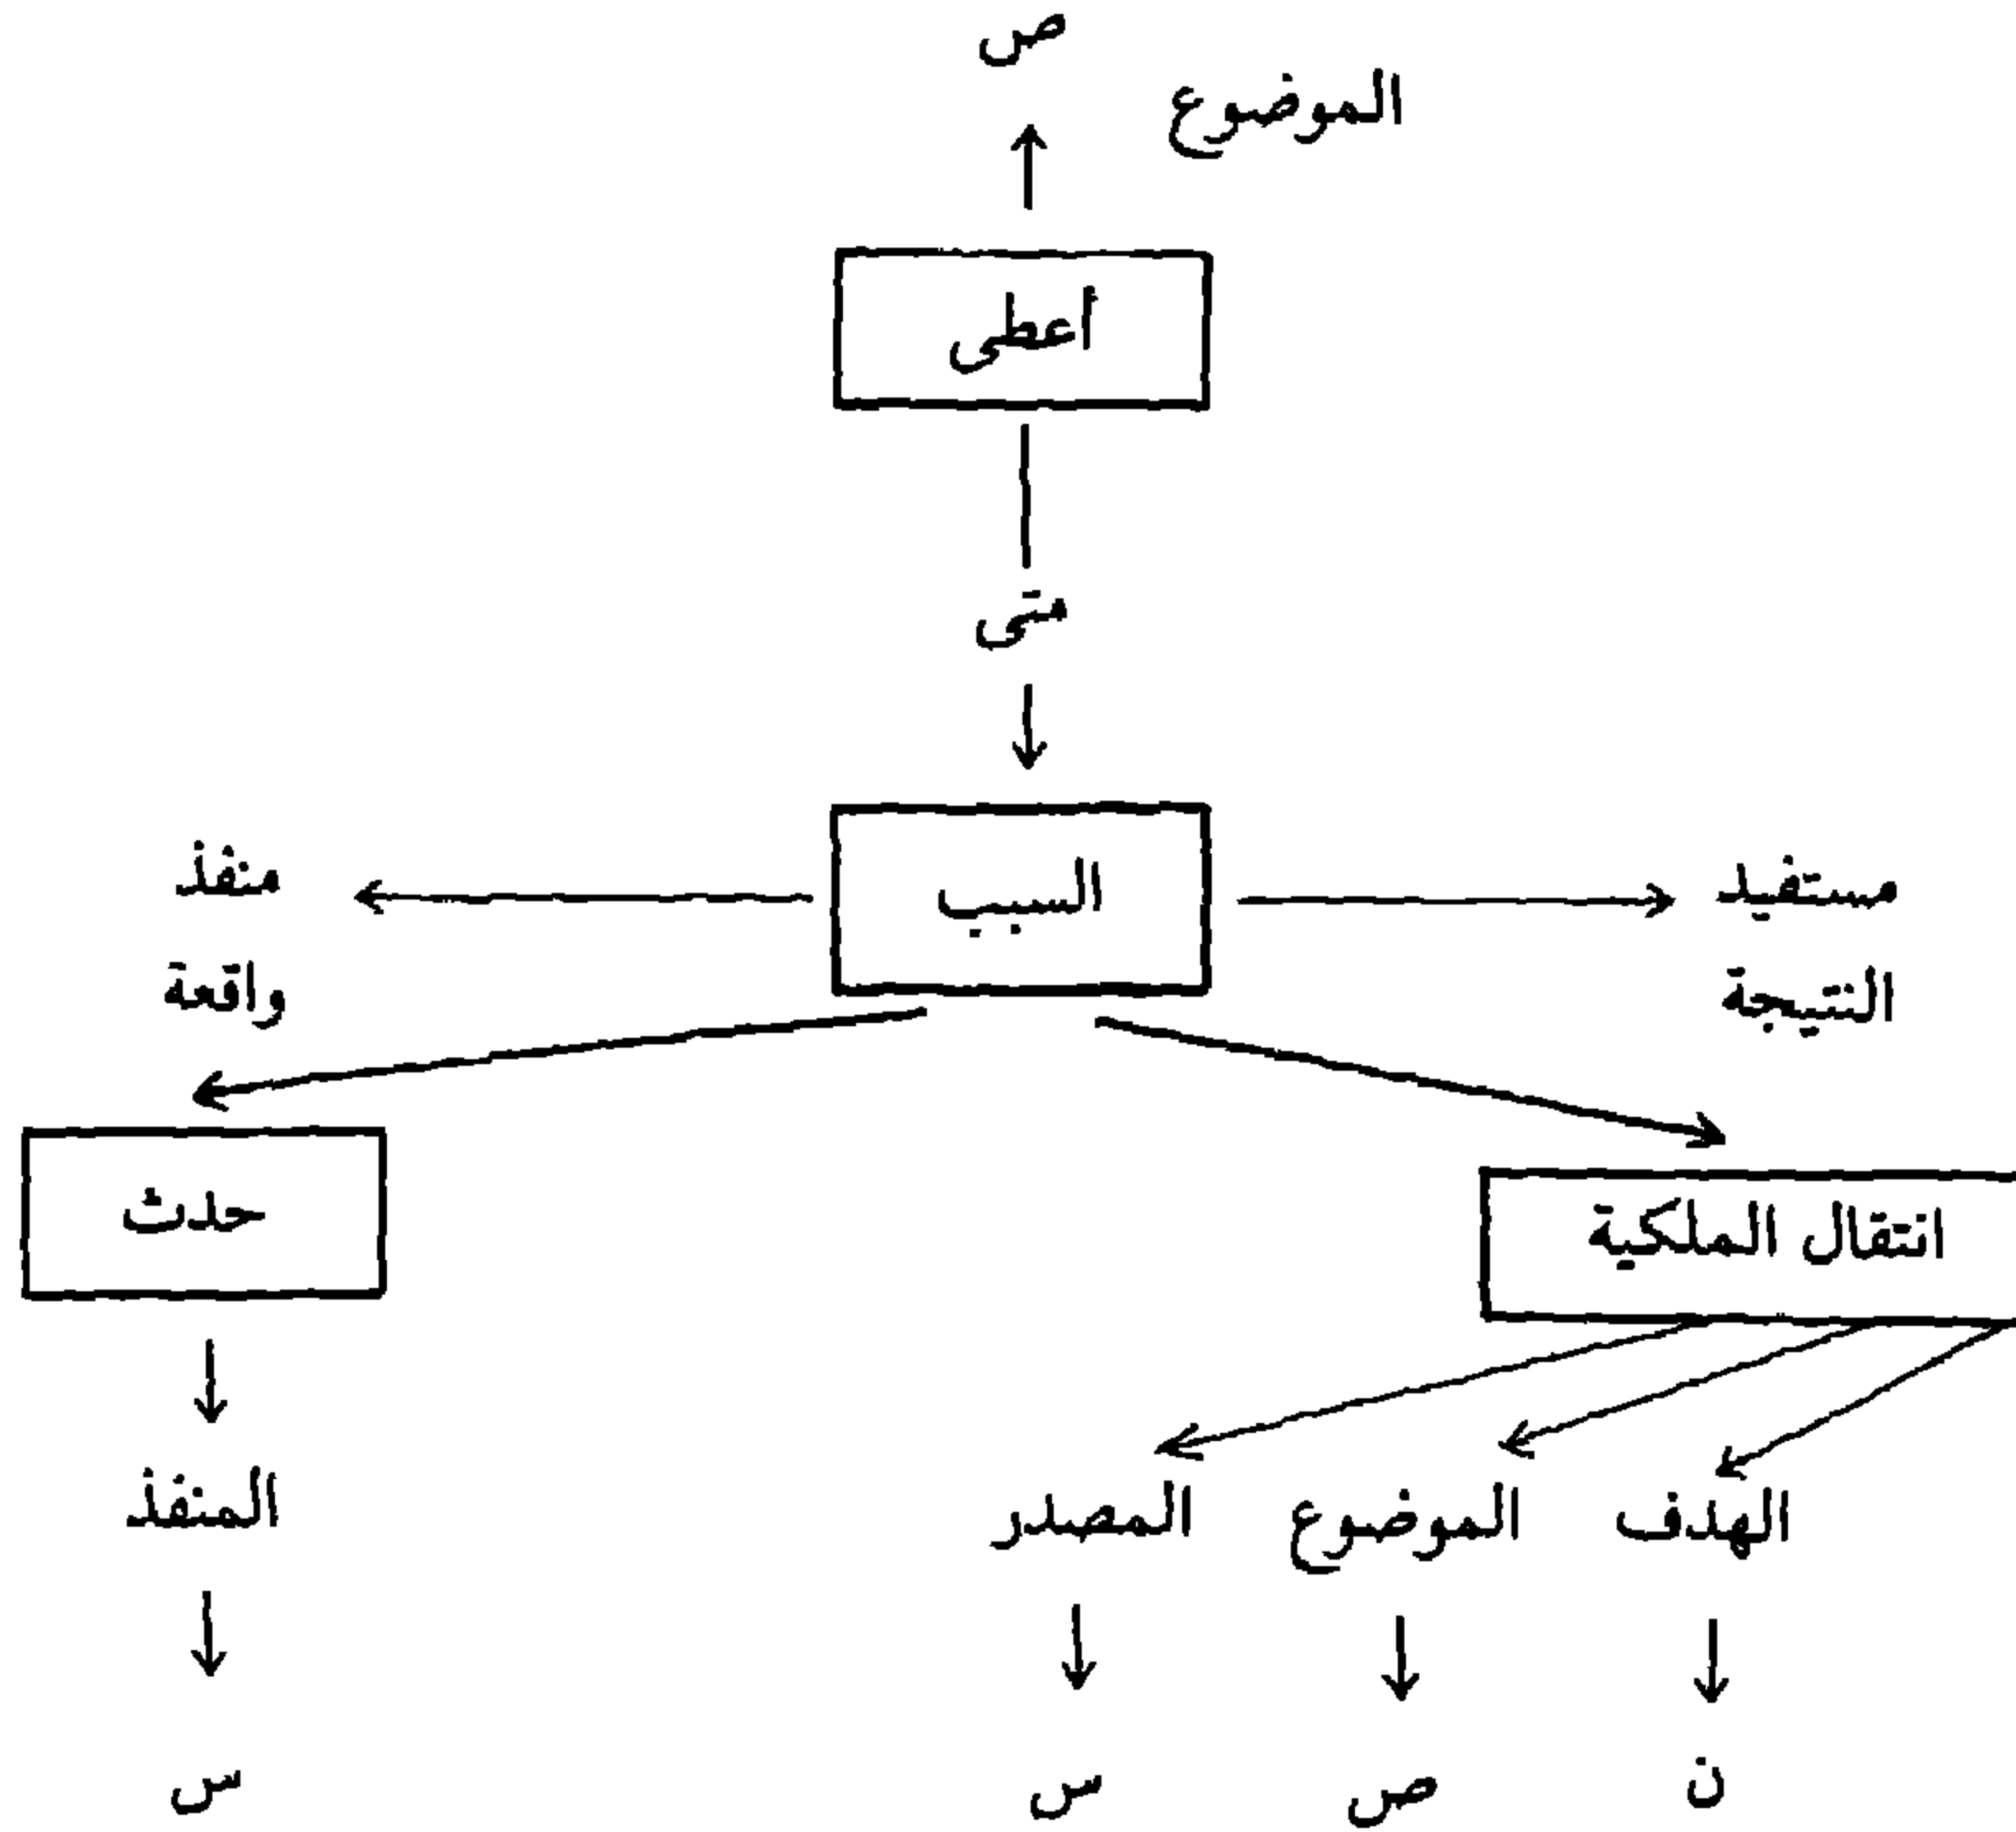 ص
الموضوع
أعطى
متى
السبب
مستفيد
منفذ
النتيجة
واقعة
حدث
انتقال الملكية
الهدف
الموضوع
المصدر
المنفذ
ن
ص
س
س